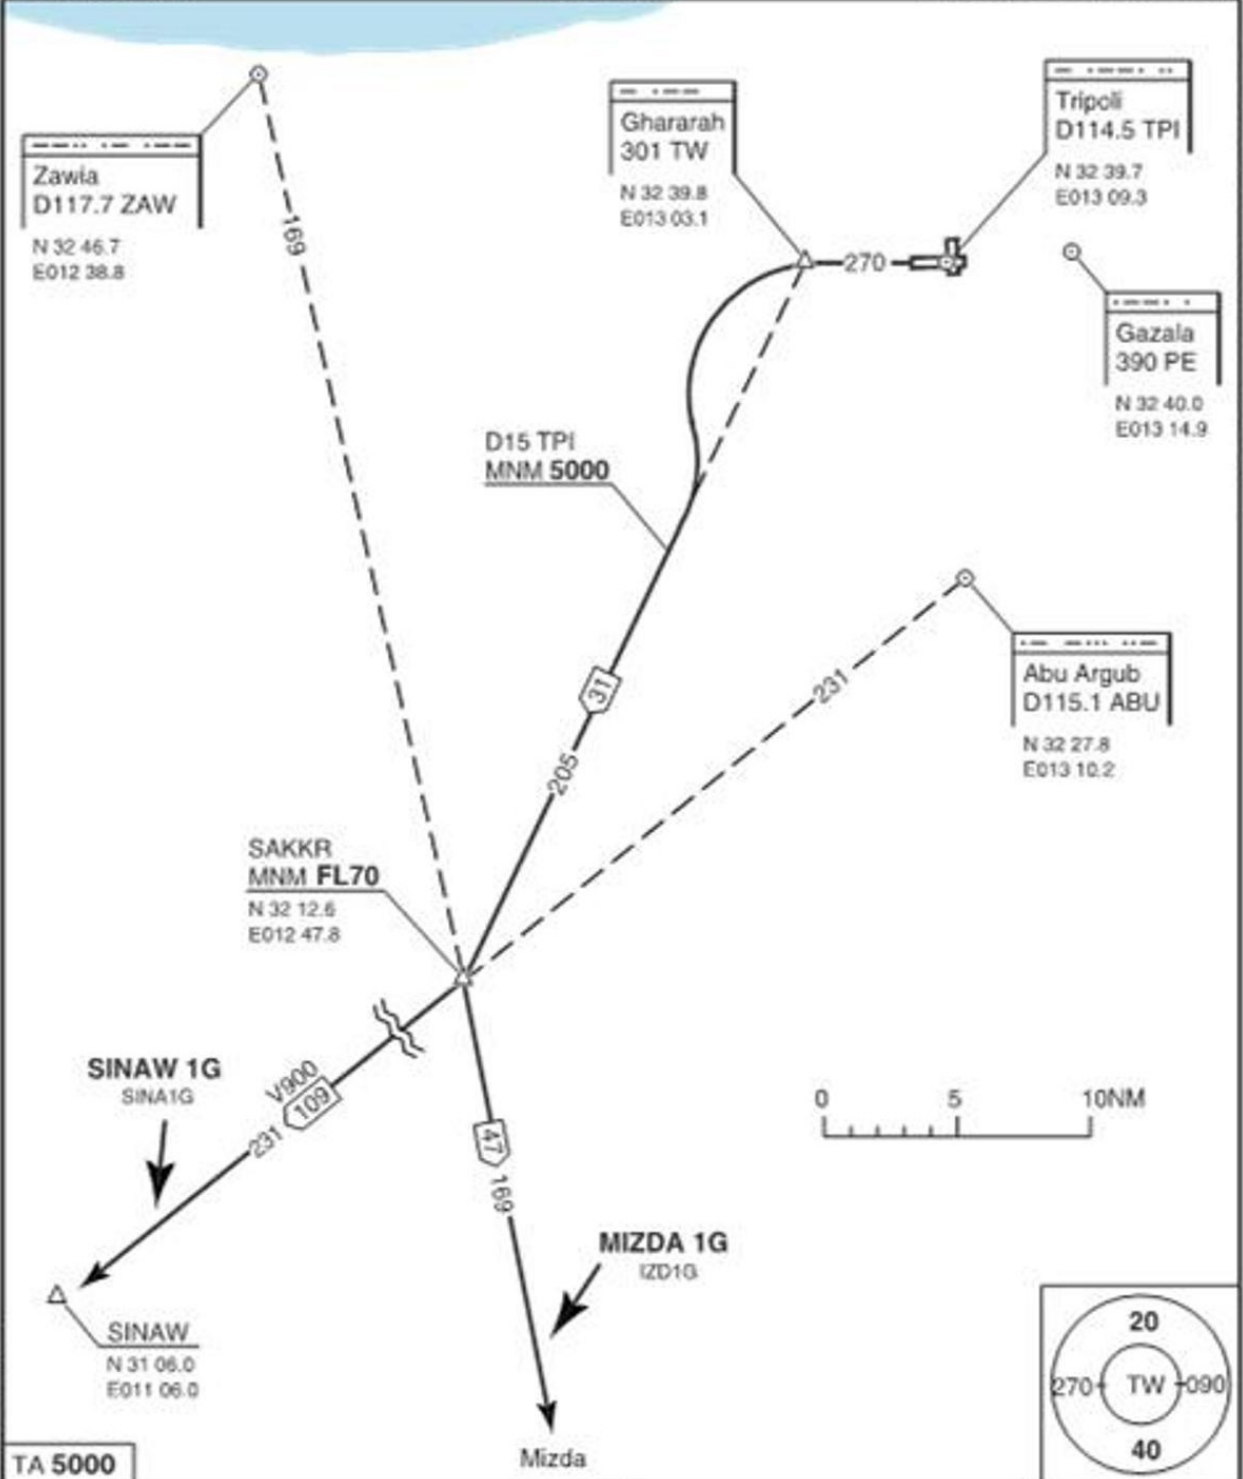 Zawia
D117.7 ZAW
N 32 46.7
E012 38.8
169
Ghararah
301 TW
N 32 39.8
E013 03.1
Tripoli
D114.5 TPI
N 32 39.7
E013 09.3
270
Gazala
390 PE
N 32 40.0
E013 14.9
D15 TPI
MNM 5000
Abu Argub
D115.1 ABU
N 32 27.8
E013 10.2
231
31
205
SAKKR
MNM FL70
N 32 12.6
E012 47.8
SINAW 1G
SINA1G
V900
109
231
47
169
0 5 10NM
MIZDA 1G
IZD1G
SINAW
N 31 06.0
E011 06.0
Mizda
20
270 TW 090
40
TA 5000